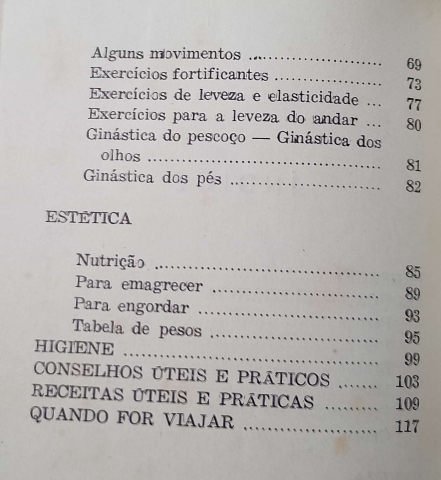 Alguns movimentos ........................ 69
Exercícios fortificantes ................... 73
Exercícios de leveza e elasticidade ... 77
Exercícios para a leveza do andar ... 80
Ginástica do pescoço — Ginástica dos
olhos ....................................... 81
Ginástica dos pés ........................... 82
ESTÉTICA
Nutrição ....................................... 85
Para emagrecer ............................. 89
Para engordar ............................... 93
Tabela de pesos ............................. 95
HIGIENE ........................................... 99
CONSELHOS ÚTEIS E PRÁTICOS ....... 103
RECEITAS ÚTEIS E PRÁTICAS ......... 109
QUANDO FOR VIAJAR ....................... 117